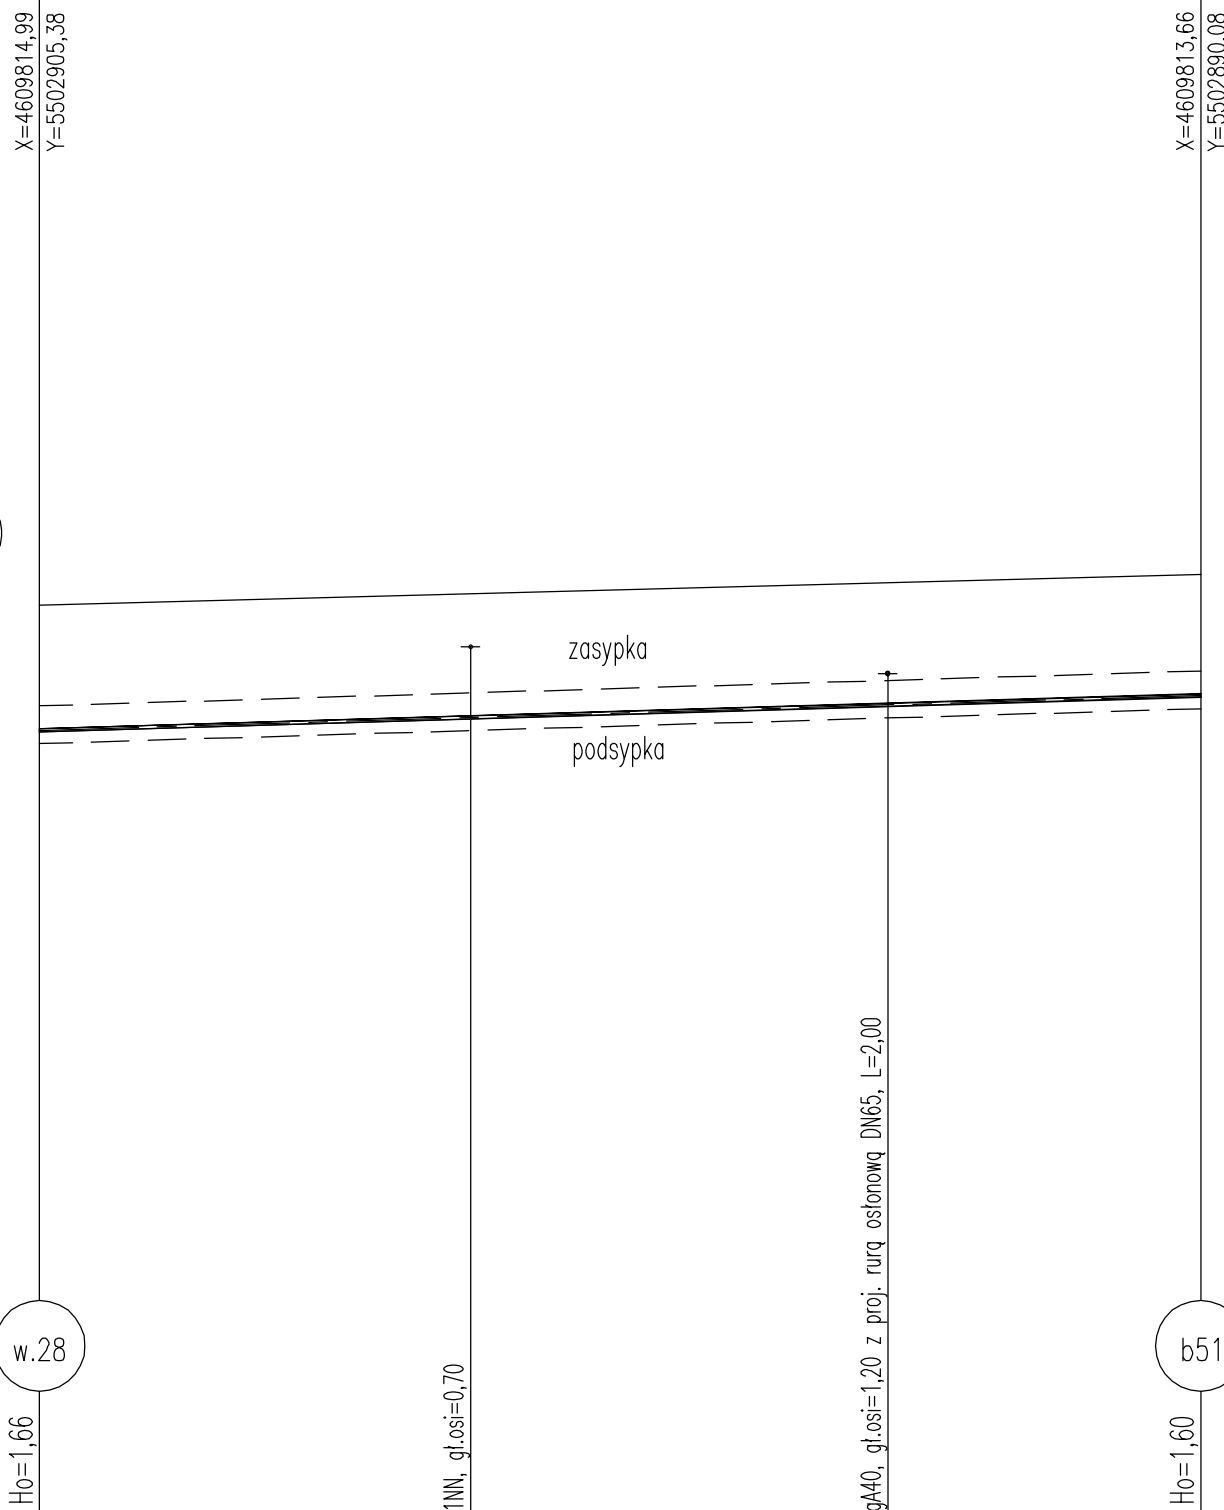 X=4609814,99
Y=5502905,38
X=4609813,66
Y=5502890,08
zasypka
podsypka
gA40, gł.osi=1,20 z proj. rurą osłonową DN65, L=2,00
1NN, gł.osi=0,70
w.28
b51
Ho=1,66
Ho=1,60